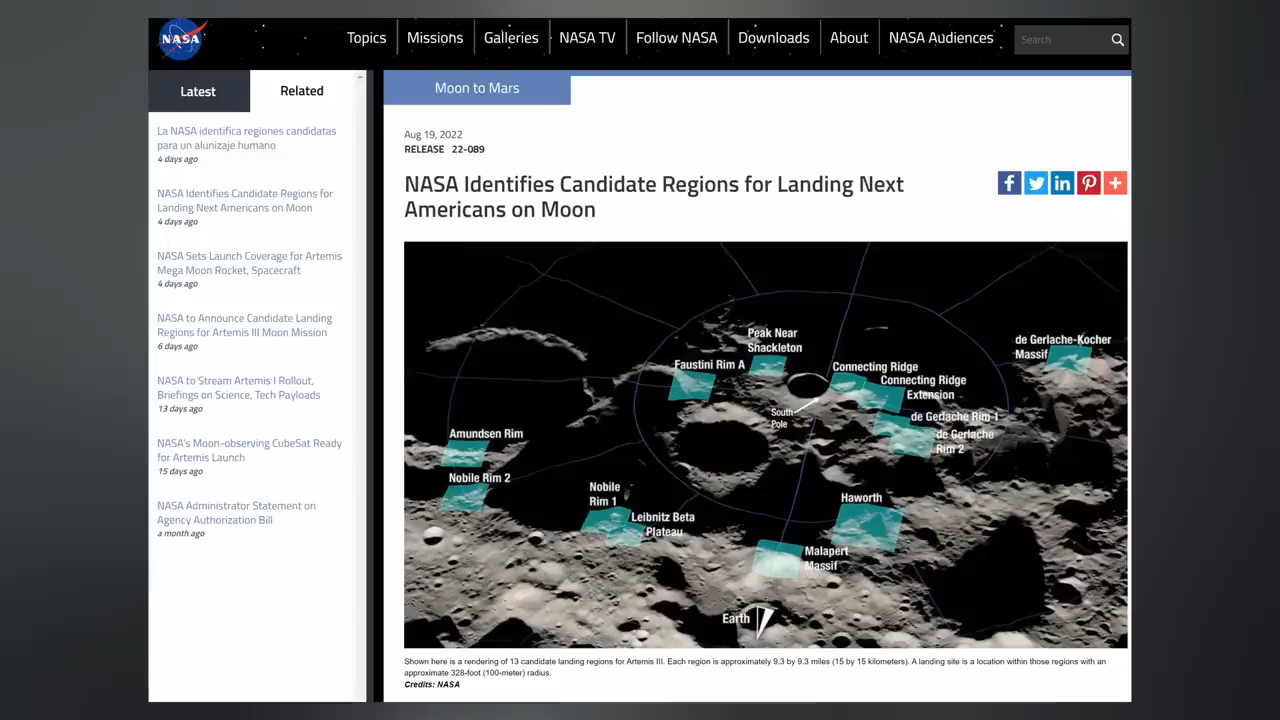 NASA
Topics
Missions
Galleries
NASA TV
Follow NASA
Downloads
About
NASA Audiences
Search
Latest
Related
La NASA identifica regiones candidatas
para un alunizaje humano
4 days ago
NASA Identifies Candidate Regions for
Landing Next Americans on Moon
4 days ago
NASA Sets Launch Coverage for Artemis
Mega Moon Rocket, Spacecraft
4 days ago
NASA to Announce Candidate Landing
Regions for Artemis III Moon Mission
6 days ago
NASA to Stream Artemis I Rollout,
Briefings on Science, Tech Payloads
13 days ago
NASA's Moon-observing CubeSat Ready
for Artemis Launch
15 days ago
NASA Administrator Statement on
Agency Authorization Bill
a month ago
Moon to Mars
Aug 19, 2022
RELEASE 22-089
NASA Identifies Candidate Regions for Landing Next
Americans on Moon
Peak Near
Shackleton
de Gerlache-Kocher
Massif
Faustini Rim A
Connecting Ridge
Connecting Ridge
Extension
South
Pole
de Gerlache Rim 1
de Gerlache
Rim 2
Amundsen Rim
Nobile Rim 2
Nobile
Rim 1
Haworth
Leibnitz Beta
Plateau
Malapert
Massif
Earth
Shown here is a rendering of 13 candidate landing regions for Artemis III. Each region is approximately 9.3 by 9.3 miles (15 by 15 kilometers). A landing site is a location within those regions with an
approximate 328-foot (100-meter) radius.
Credits: NASA